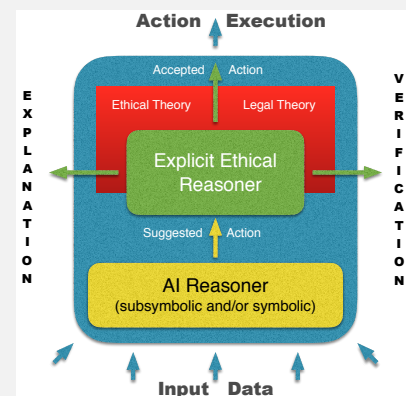 Action Execution
Accepted Action
Ethical Theory Legal Theory
EXPLANATION
VERIFICATION
Explicit Ethical
Reasoner
Suggested Action
AI Reasoner
(subsymbolic and/or symbolic)
Input Data